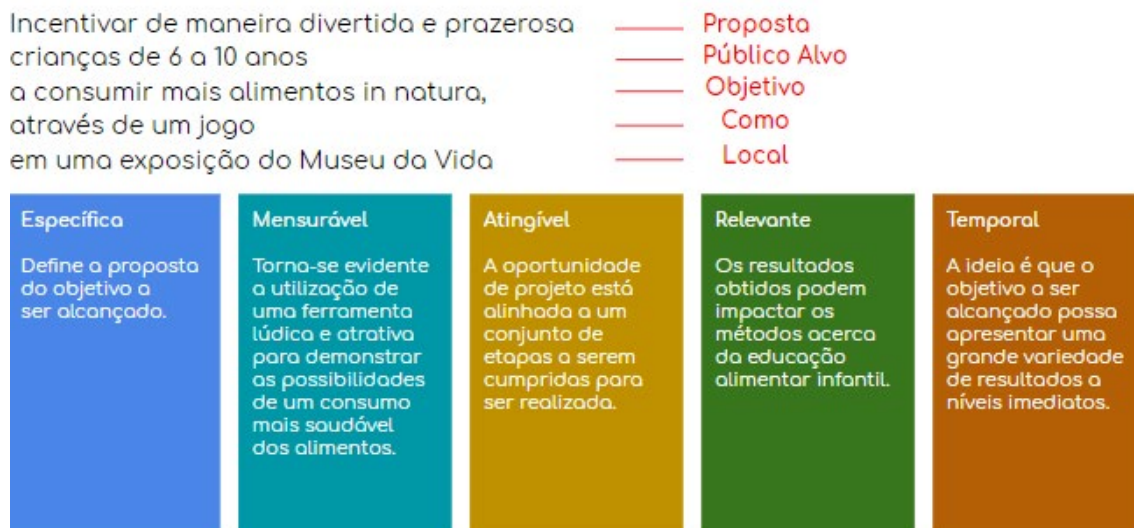 Incentivar de maneira divertida e prazerosa Proposta
crianças de 6 a 10 anos Público Alvo
a consumir mais alimentos in natura, Objetivo
através de um jogo Como
em uma exposição do Museu da Vida Local
Específica
Define a proposta
do objetivo a
ser alcançado.
Mensurável
Torna-se evidente
a utilização de
uma ferramenta
lúdica e atrativa
para demonstrar
as possibilidades
de um consumo
mais saudável
dos alimentos.
Atingível
A oportunidade
de projeto está
alinhada a um
conjunto de
etapas a serem
cumpridas para
ser realizada.
Relevante
Os resultados
obtidos podem
impactar os
métodos acerca
da educação
alimentar infantil.
Temporal
A ideia é que o
objetivo a ser
alcançado possa
apresentar uma
grande variedade
de resultados a
níveis imediatos.